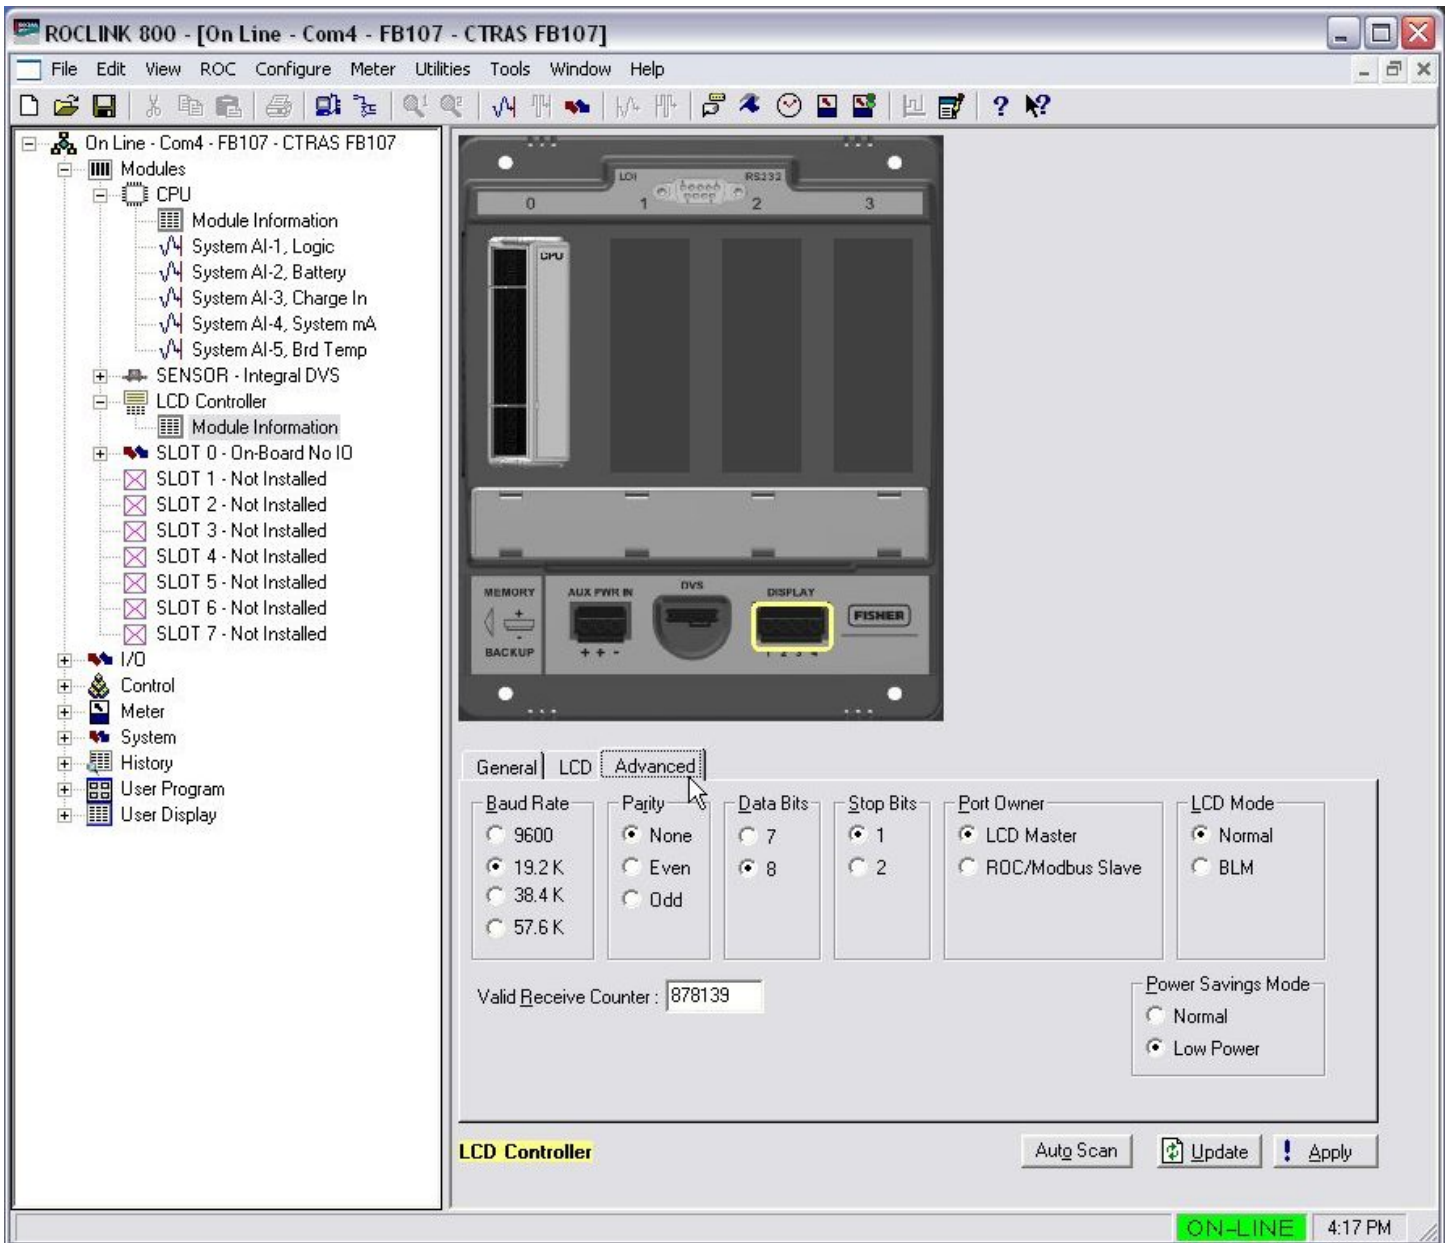 ROCLINK 800 - [On Line - Com4 - FB107 - CTRAS FB107]
File Edit View ROC Configure Meter Utilities Tools Window Help
On Line - Com4 - FB107 - CTRAS FB107
Modules
CPU
Module Information
System AI-1, Logic
System AI-2, Battery
System AI-3, Charge In
System AI-4, System mA
System AI-5, Brd Temp
SENSOR - Integral DVS
LCD Controller
Module Information
SLOT 0 - On-Board No IO
SLOT 1 - Not Installed
SLOT 2 - Not Installed
SLOT 3 - Not Installed
SLOT 4 - Not Installed
SLOT 5 - Not Installed
SLOT 6 - Not Installed
SLOT 7 - Not Installed
I/O
Control
Meter
System
History
User Program
User Display
LOI RS232
0 1 2 3
CPU
MEMORY AUX PWR IN DVS DISPLAY
FISHER
BACKUP + + - 1 2 3 4
General LCD Advanced
Baud Rate Parity Data Bits Stop Bits Port Owner LCD Mode
9600 None 7 1 LCD Master Normal
19.2 K Even 8 2 ROC/Modbus Slave BLM
38.4 K Odd
57.6 K
Valid Receive Counter : 878139
Power Savings Mode
Normal
Low Power
LCD Controller Auto Scan Update ! Apply
ON-LINE 4:17 PM